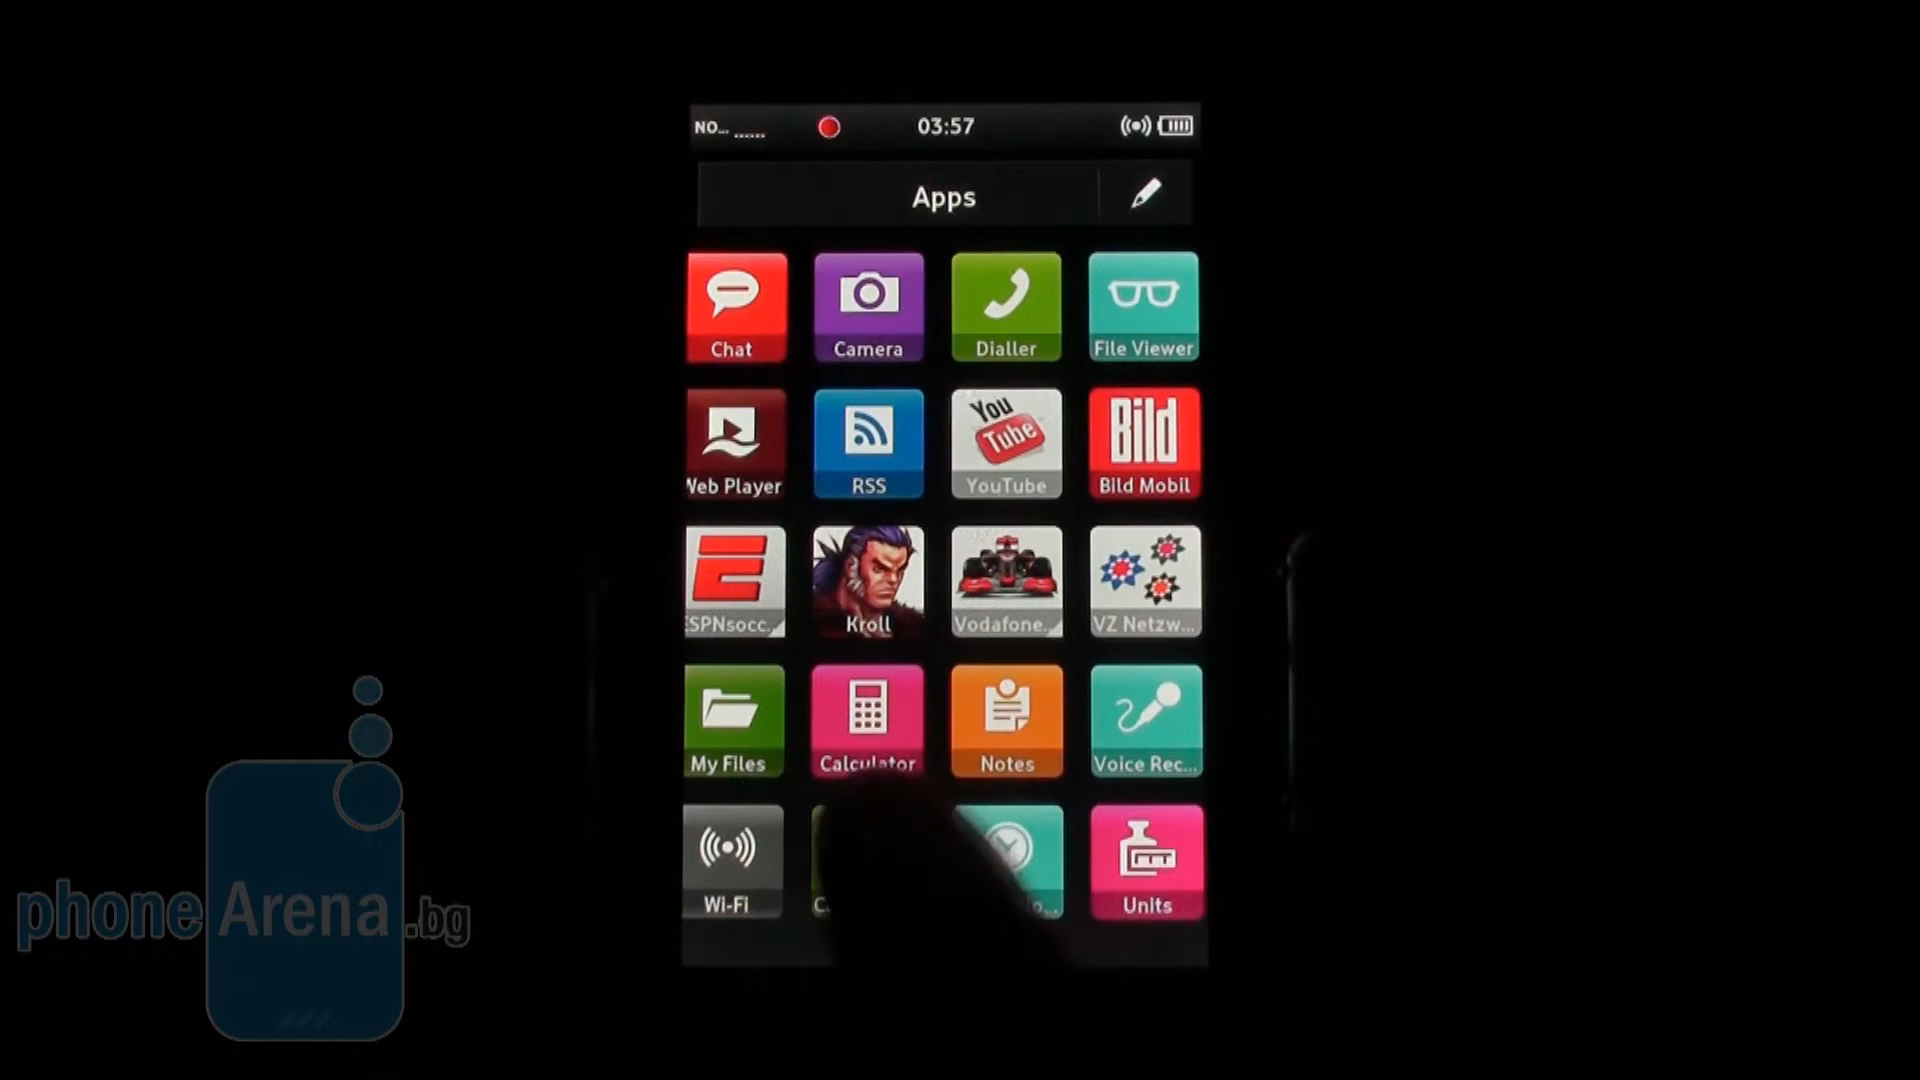 NO...
03:57
Apps
Chat
Camera
Dialler
File Viewer
Web Player
RSS
You Tube
YouTube
Bild
Bild Mobil
ESPNsocc...
Kroll
Vodafone...
VZ Netzw...
My Files
Calculator
Notes
Voice Rec...
Wi-Fi
Units
phoneArena.bg